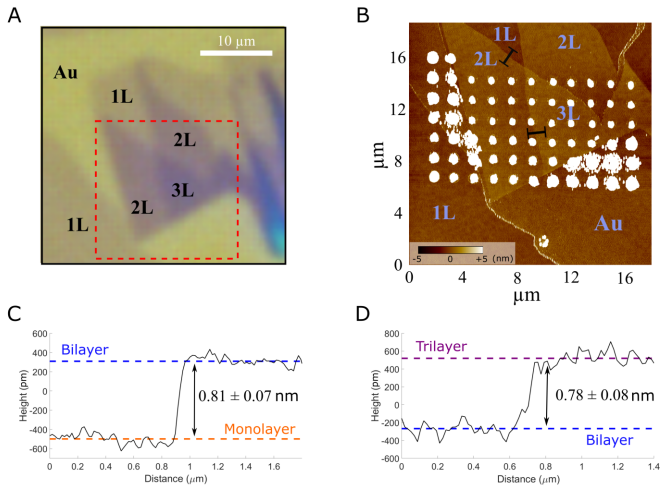 A
10 µm
Au
1L
2L
3L
2L
1L
B
µm
16
12
8
4
0
1L
2L
2L
3L
1L
Au
-5 0 +5 (nm)
0 4 8 12 16
µm
C
Height (pm)
600
400
200
0
-200
-400
-600
Bilayer
0.81 ± 0.07 nm
Monolayer
0 0.2 0.4 0.6 0.8 1 1.2 1.4 1.6
Distance (µm)
D
Height (pm)
800
600
400
200
0
-200
-400
-600
Trilayer
0.78 ± 0.08 nm
Bilayer
0 0.2 0.4 0.6 0.8 1 1.2 1.4
Distance (µm)